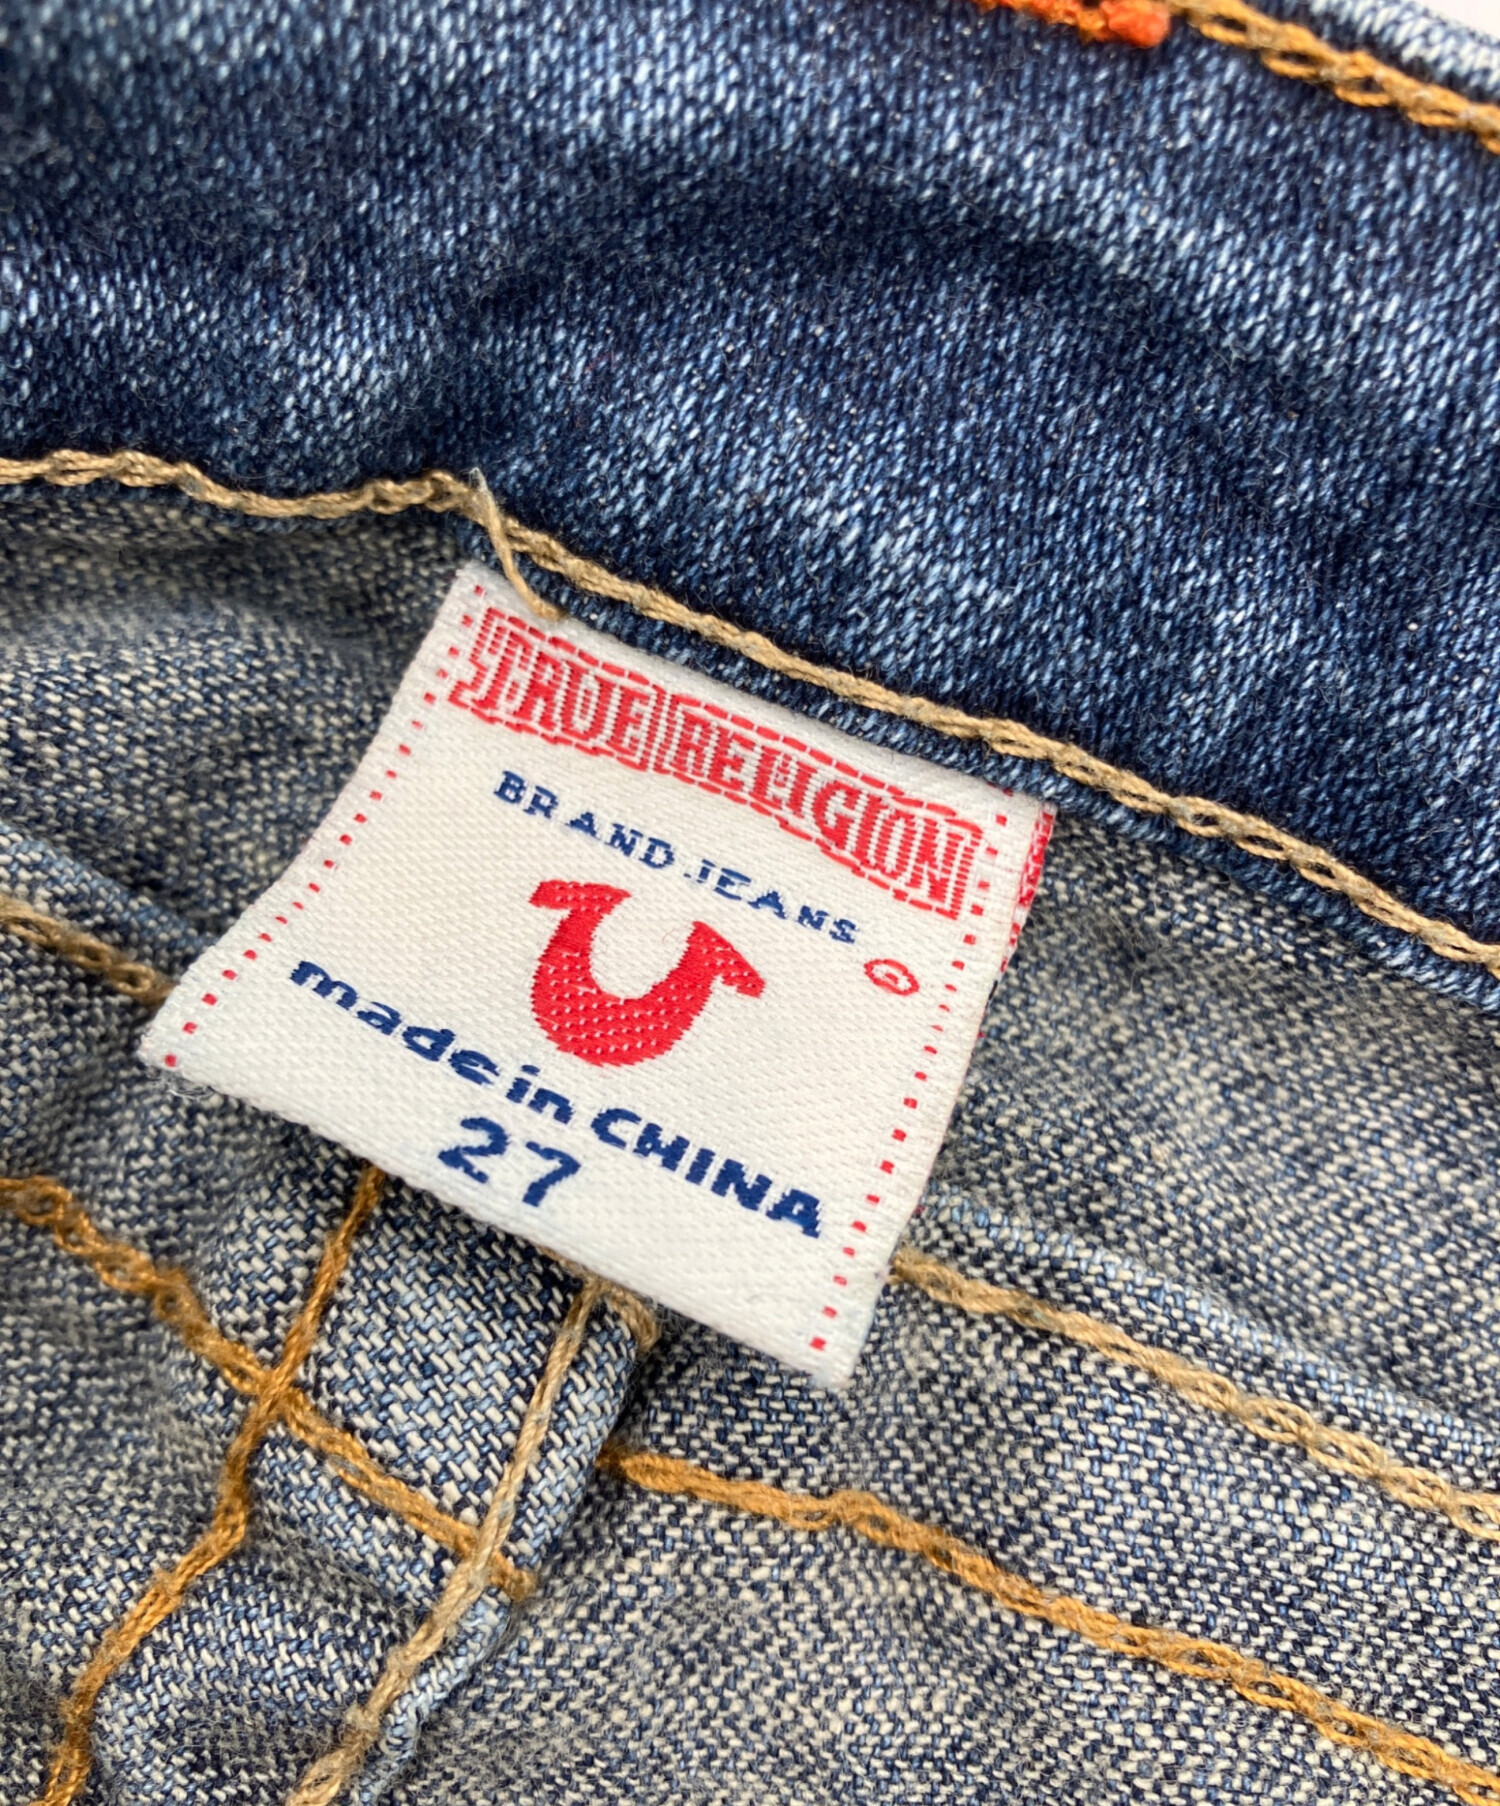 TRUE RELIGION
BRAND JEANS
®
made in CHINA
27